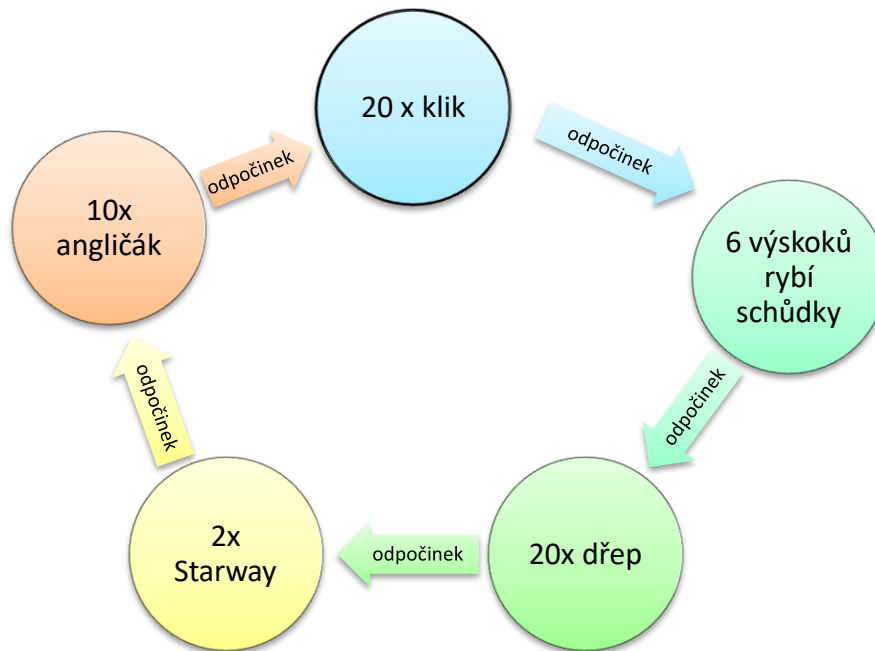 20 x klik
odpočinek
6 výskoků
rybí
schůdky
odpočinek
20x dřep
odpočinek
2x
Starway
odpočinek
10x
angličák
odpočinek